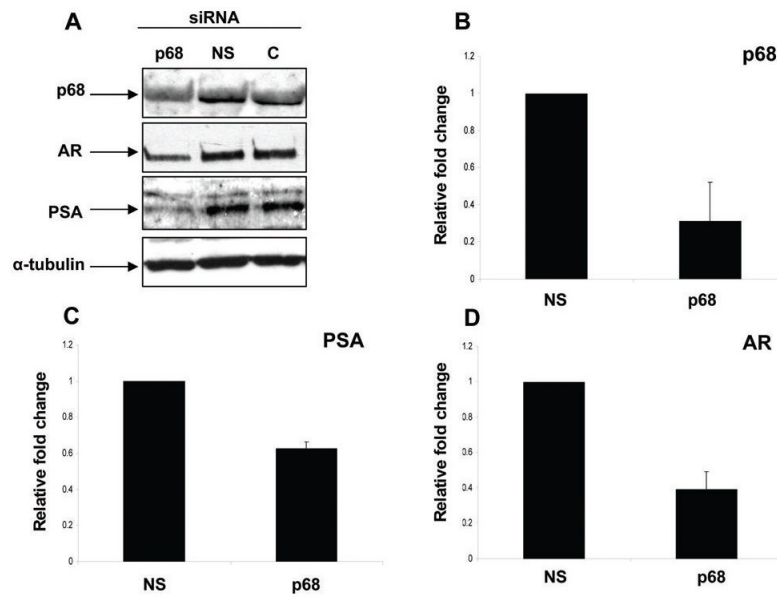 A
siRNA
p68 NS C
p68
AR
PSA
α-tubulin
B
p68
Relative fold change
1.2
1
0.8
0.6
0.4
0.2
0
NS p68
C
PSA
Relative fold change
1.2
1
0.8
0.6
0.4
0.2
0
NS p68
D
AR
Relative fold change
1.2
1
0.8
0.6
0.4
0.2
0
NS p68